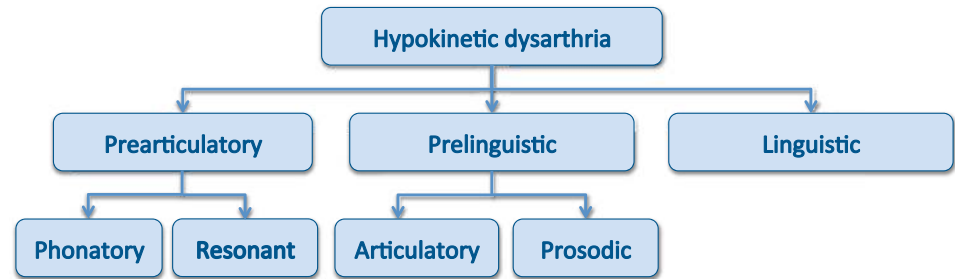 Hypokinetic dysarthria
Prearticulatory
Prelinguistic
Linguistic
Phonatory
Resonant
Articulatory
Prosodic